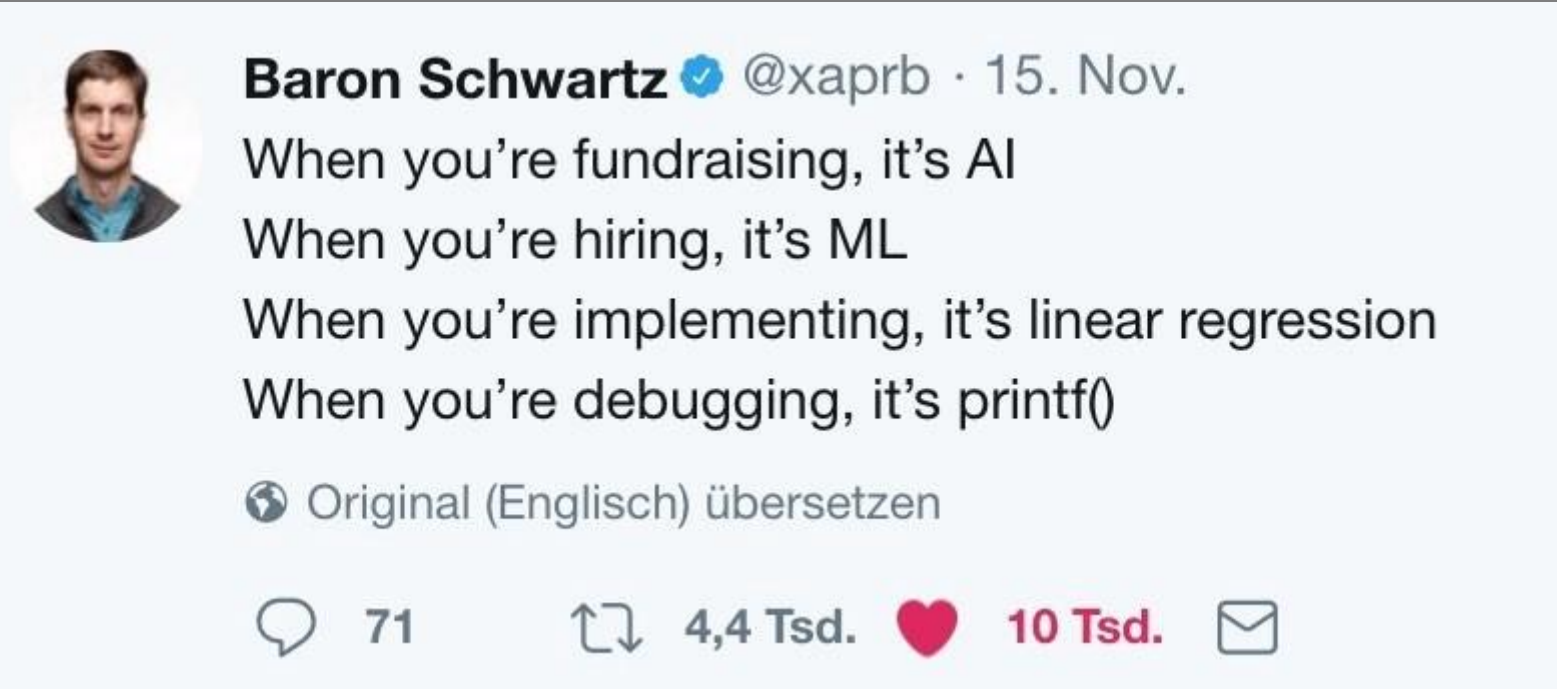 Baron Schwartz @xaprb · 15. Nov.
When you’re fundraising, it’s AI
When you’re hiring, it’s ML
When you’re implementing, it’s linear regression
When you’re debugging, it’s printf()
Original (Englisch) übersetzen
71 4,4 Tsd. 10 Tsd.